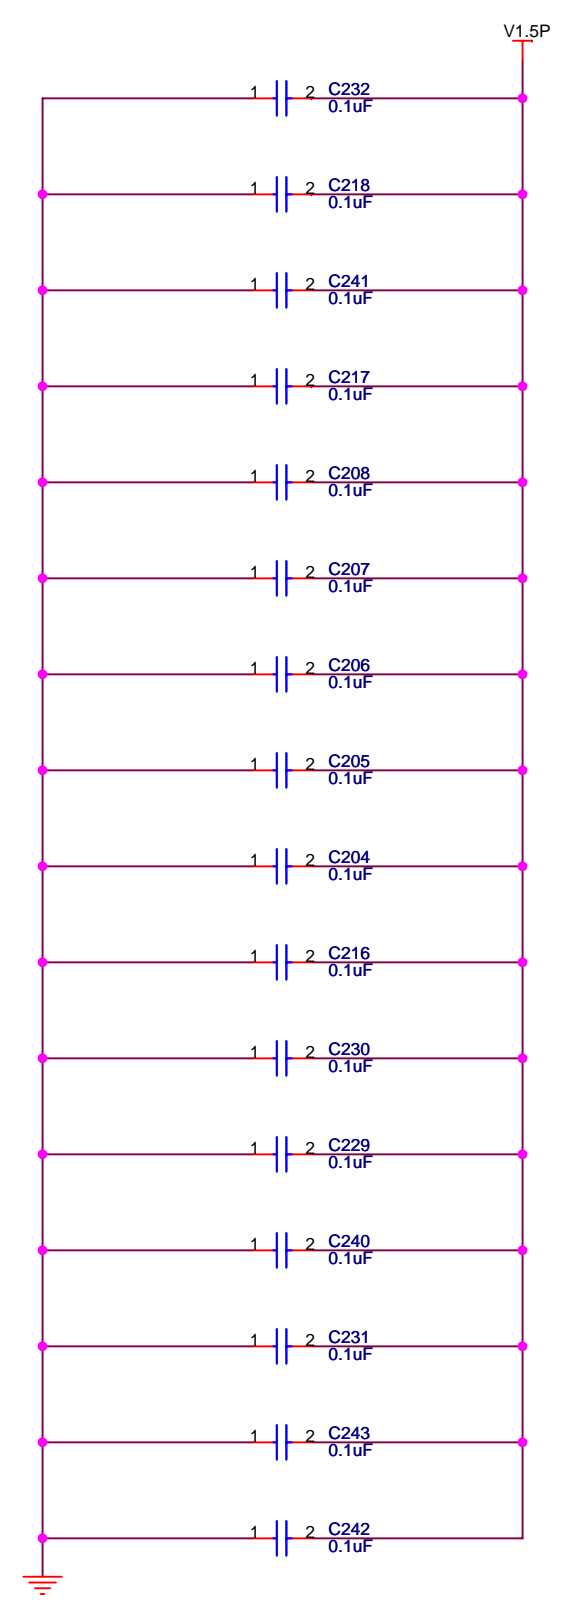 V1.5P
1 2 C232
0.1uF
1 2 C218
0.1uF
1 2 C241
0.1uF
1 2 C217
0.1uF
1 2 C208
0.1uF
1 2 C207
0.1uF
1 2 C206
0.1uF
1 2 C205
0.1uF
1 2 C204
0.1uF
1 2 C216
0.1uF
1 2 C230
0.1uF
1 2 C229
0.1uF
1 2 C240
0.1uF
1 2 C231
0.1uF
1 2 C243
0.1uF
1 2 C242
0.1uF